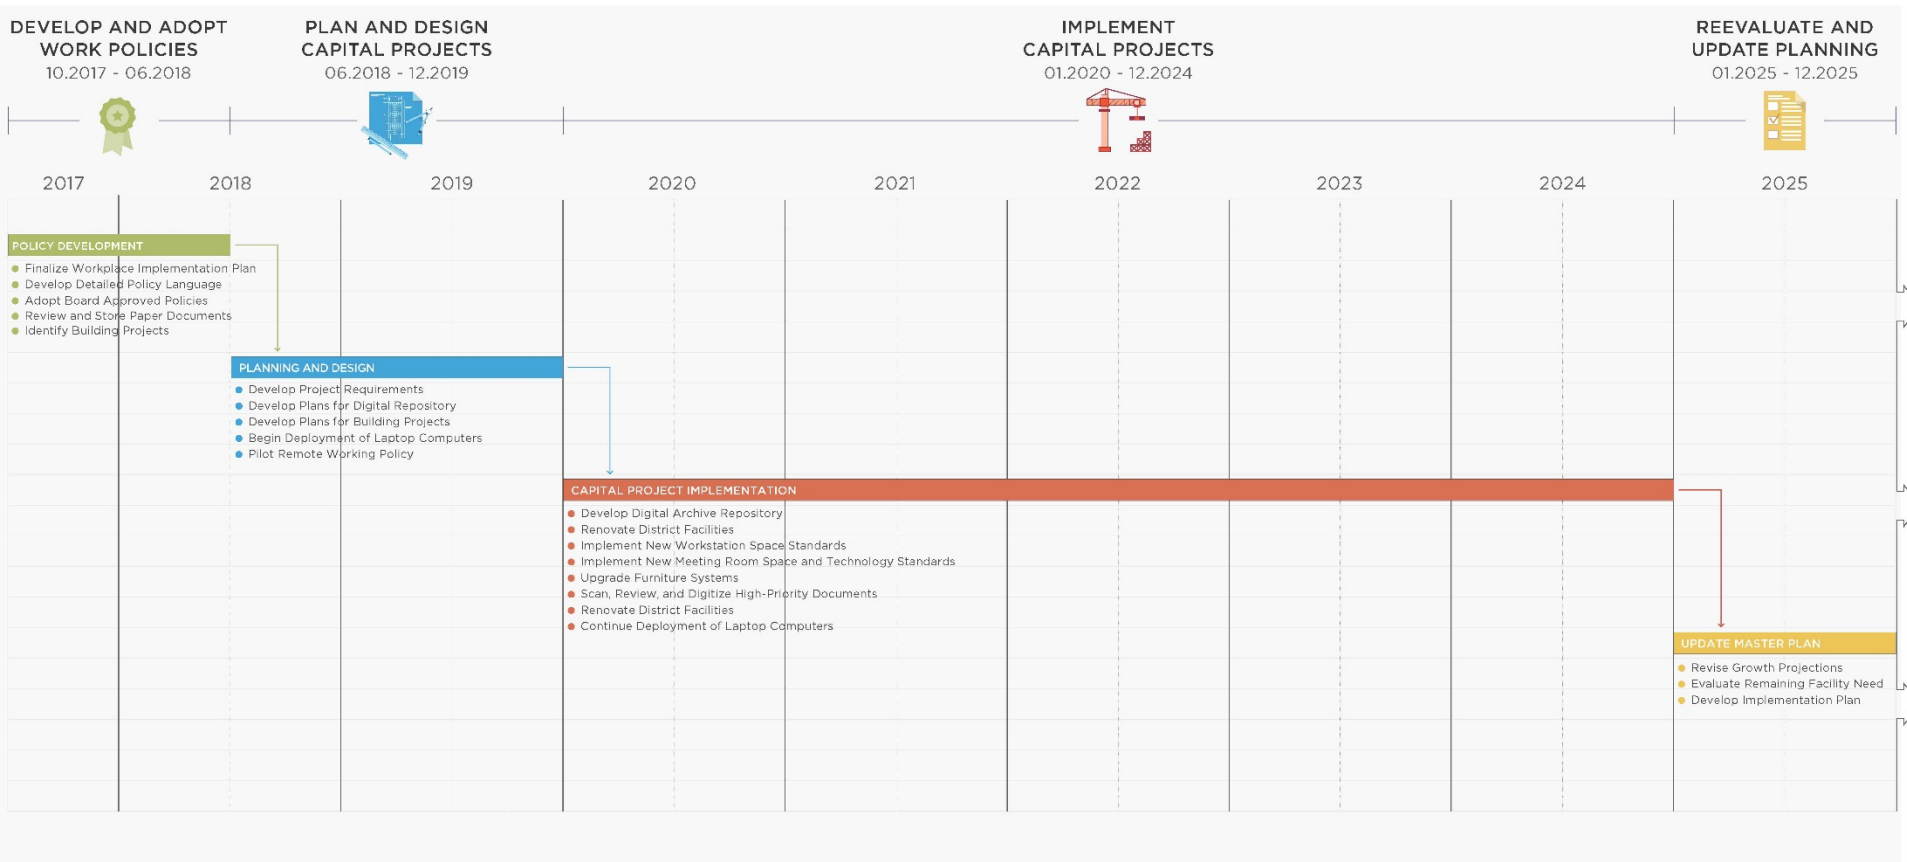 DEVELOP AND ADOPT
WORK POLICIES
10.2017 - 06.2018
PLAN AND DESIGN
CAPITAL PROJECTS
06.2018 - 12.2019
IMPLEMENT
CAPITAL PROJECTS
01.2020 - 12.2024
REEVALUATE AND
UPDATE PLANNING
01.2025 - 12.2025
2017
2018
2019
2020
2021
2022
2023
2024
2025
POLICY DEVELOPMENT
Finalize Workplace Implementation Plan
Develop Detailed Policy Language
Adopt Board Approved Policies
Review and Store Paper Documents
Identify Building Projects
PLANNING AND DESIGN
Develop Project Requirements
Develop Plans for Digital Repository
Develop Plans for Building Projects
Begin Deployment of Laptop Computers
Pilot Remote Working Policy
CAPITAL PROJECT IMPLEMENTATION
Develop Digital Archive Repository
Renovate District Facilities
Implement New Workstation Space Standards
Implement New Meeting Room Space and Technology Standards
Upgrade Furniture Systems
Scan, Review, and Digitize High-Priority Documents
Renovate District Facilities
Continue Deployment of Laptop Computers
UPDATE MASTER PLAN
Revise Growth Projections
Evaluate Remaining Facility Need
Develop Implementation Plan